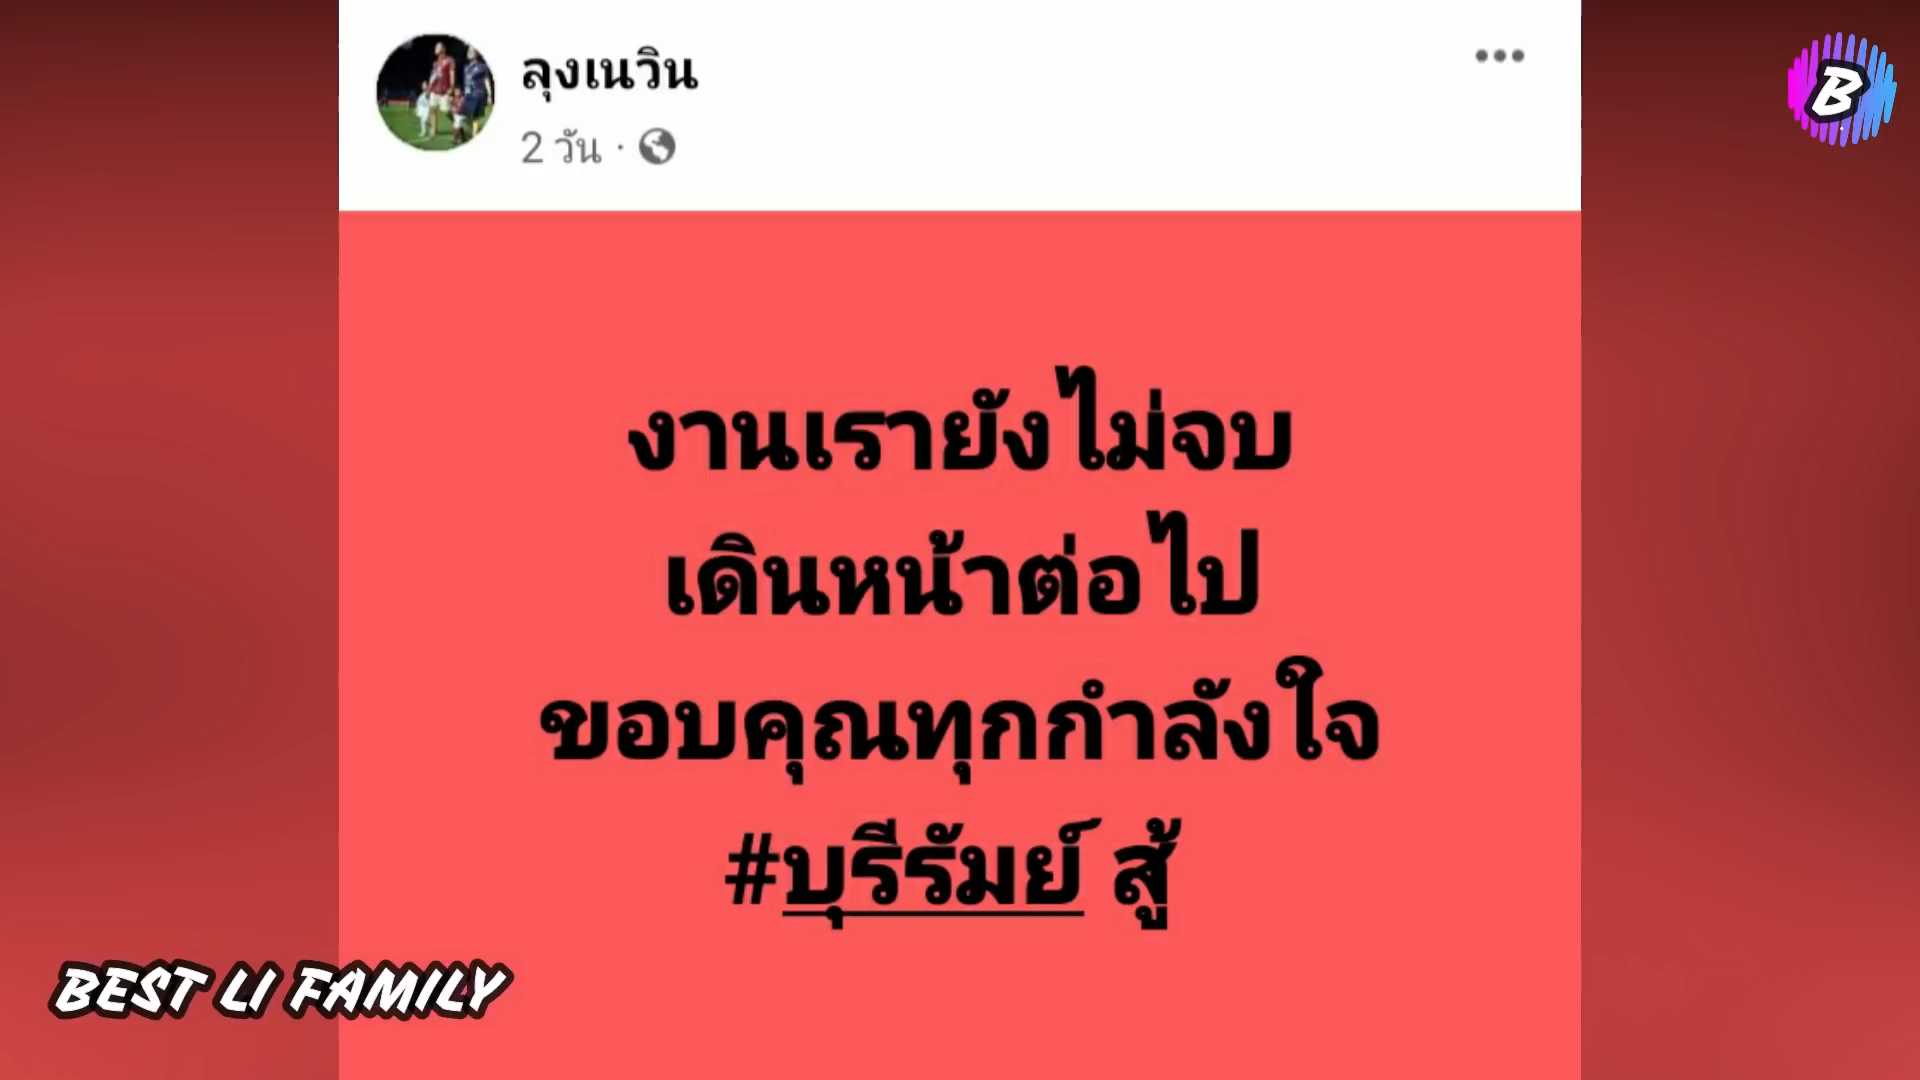 ลุงเนวิน
2 วัน ·
B
งานเรายังไม่จบ
เดินหน้าต่อไป
ขอบคุณทุกกำลังใจ
#บุรีรัมย์ สู้
BEST LI FAMILY